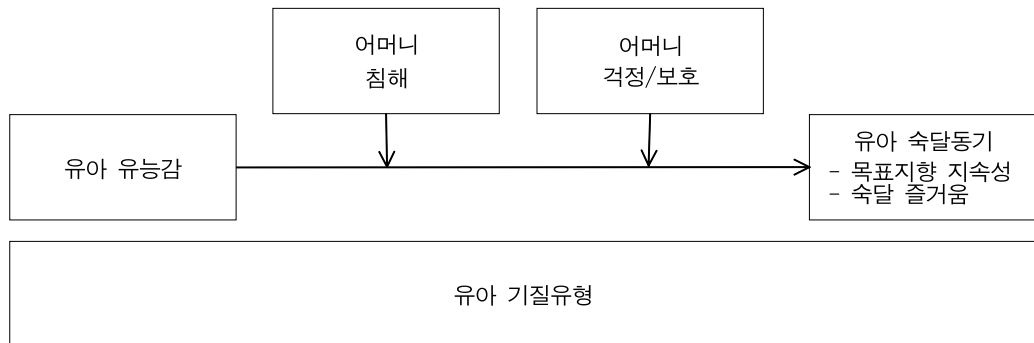 어머니
침해
어머니
걱정/보호
유아 유능감
유아 숙달동기
- 목표지향 지속성
- 숙달 즐거움
유아 기질유형